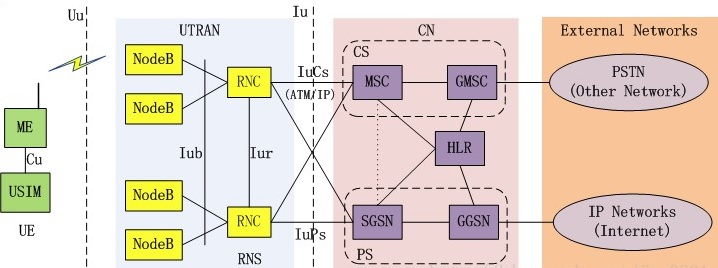 Uu
Iu
UTRAN
CN
External Networks
NodeB
NodeB
RNC
IuCs
(ATM/IP)
CS
MSC
GMSC
PSTN
(Other Network)
ME
Cu
USIM
UE
Iub
Iur
HLR
NodeB
NodeB
RNC
RNS
IuPs
SGSN
GGSN
PS
IP Networks
(Internet)